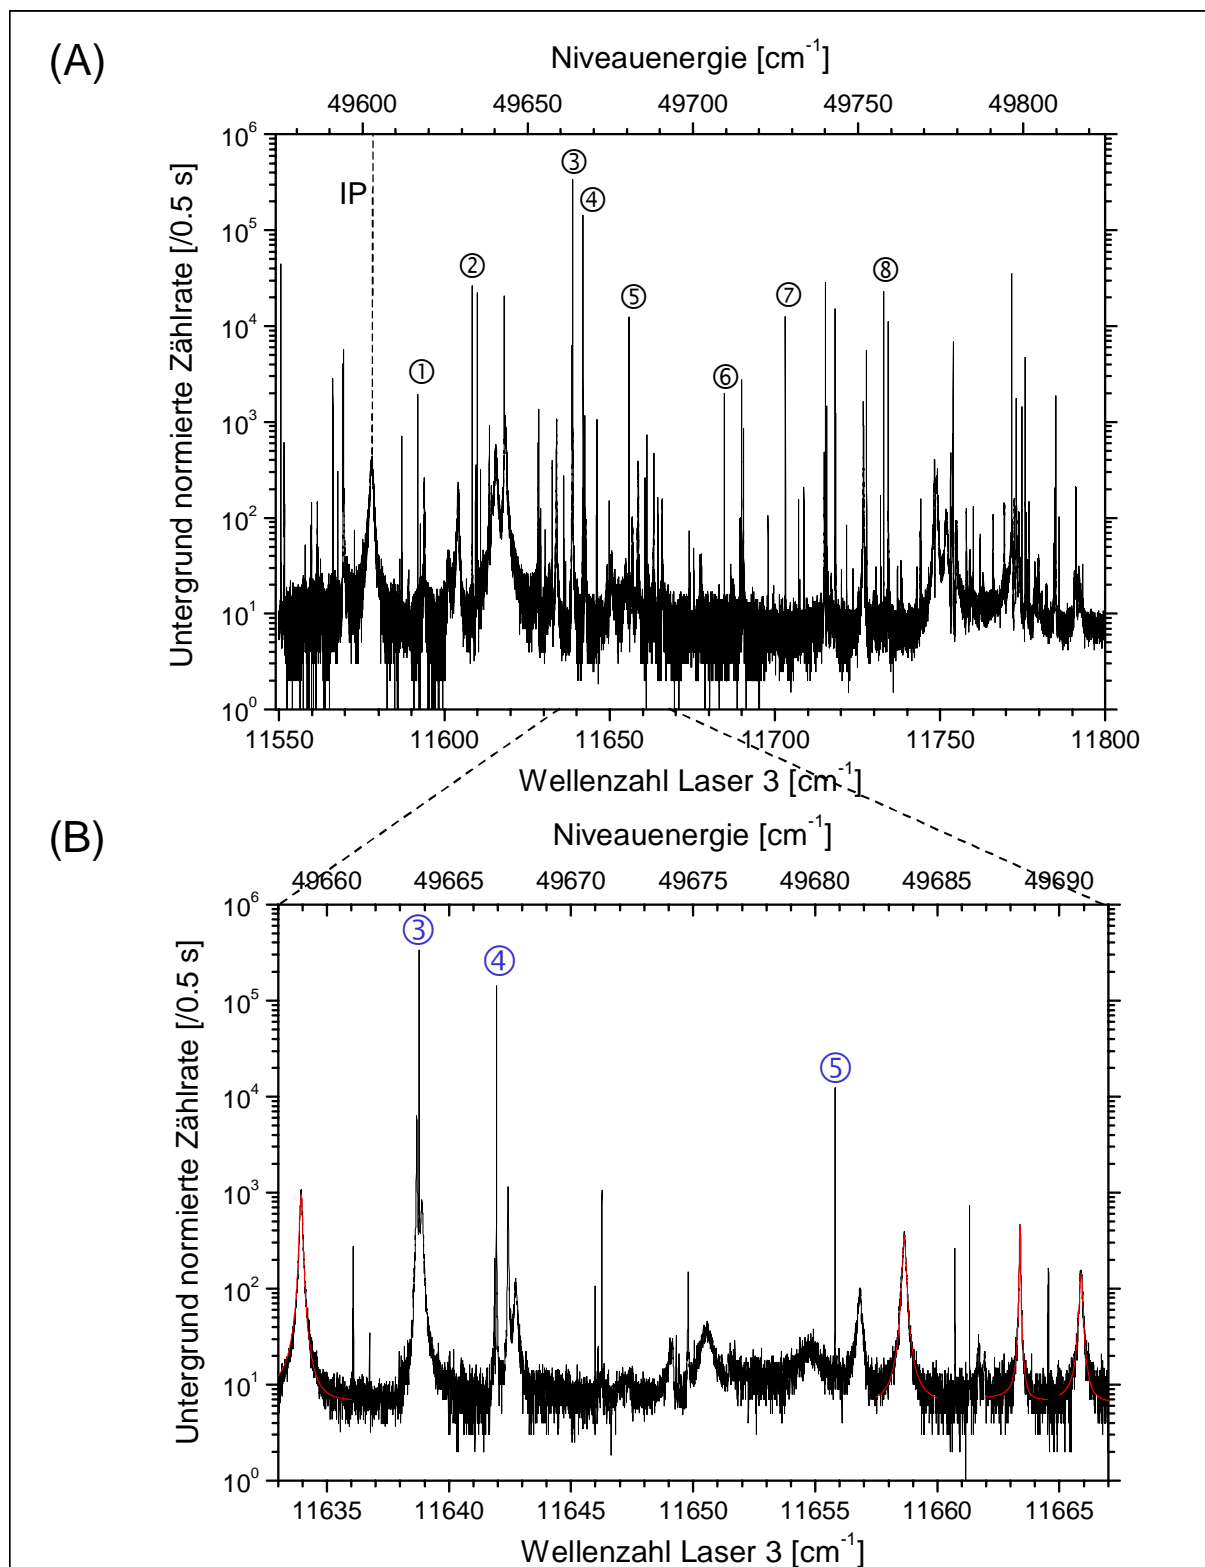 (A)
Niveauenergie [cm⁻¹]
49600 49650 49700 49750 49800
Untergrund normierte Zählrate [/0.5 s]
10⁶
10⁵
10⁴
10³
10²
10¹
10⁰
IP
① ② ③ ④ ⑤ ⑥ ⑦ ⑧
11550 11600 11650 11700 11750 11800
Wellenzahl Laser 3 [cm⁻¹]
(B)
Niveauenergie [cm⁻¹]
49660 49665 49670 49675 49680 49685 49690
Untergrund normierte Zählrate [/0.5 s]
10⁶
10⁵
10⁴
10³
10²
10¹
10⁰
③ ④ ⑤
11635 11640 11645 11650 11655 11660 11665
Wellenzahl Laser 3 [cm⁻¹]